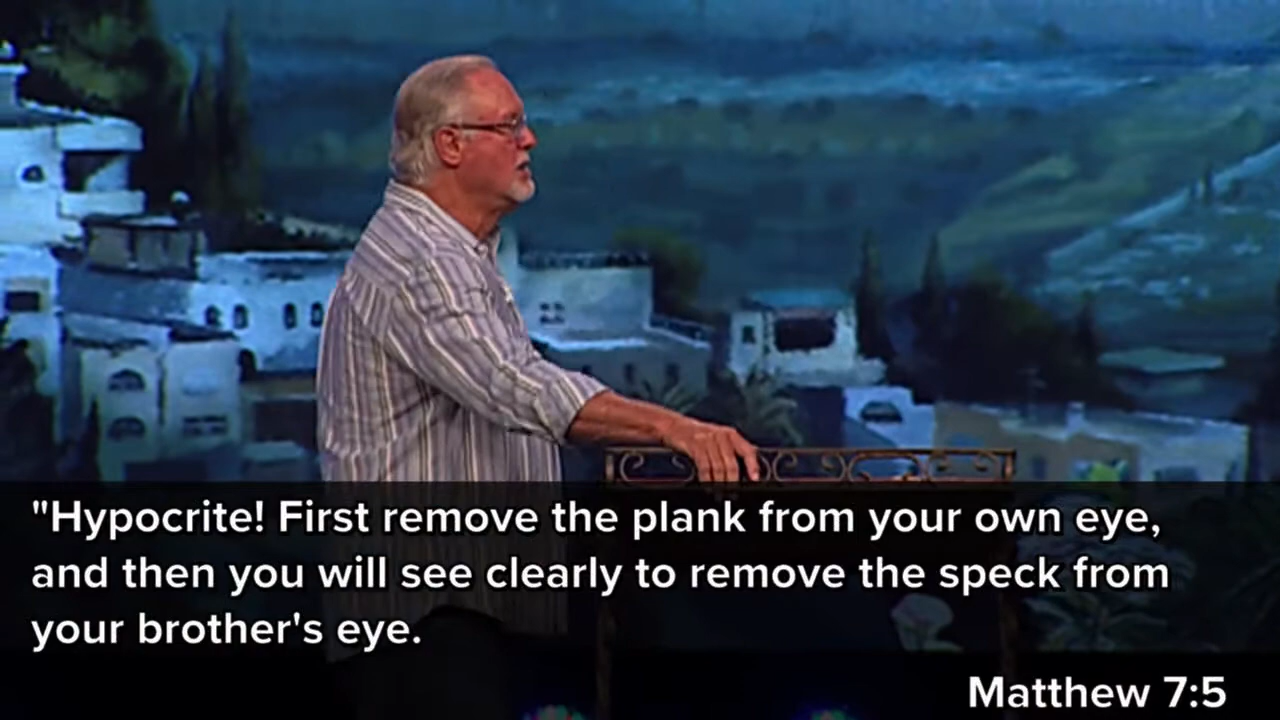 "Hypocrite! First remove the plank from your own eye,
and then you will see clearly to remove the speck from
your brother's eye.
Matthew 7:5